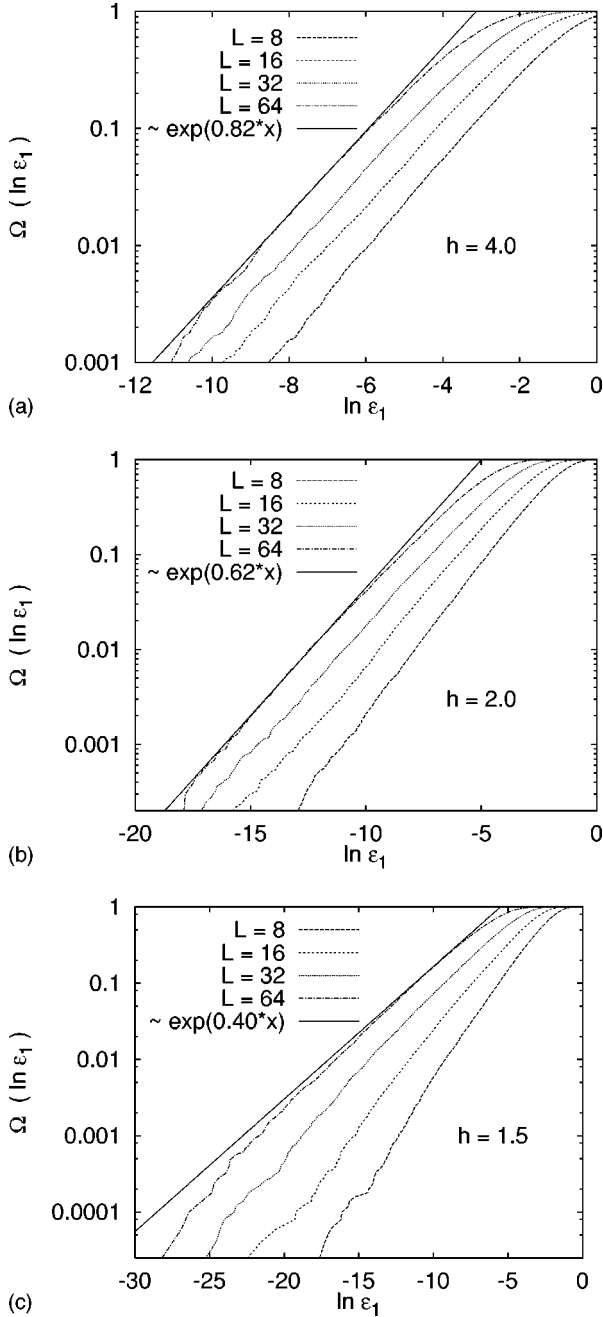 1
0.1
0.01
0.001
Ω ( ln ε₁ )
L = 8
L = 16
L = 32
L = 64
~ exp(0.82*x)
h = 4.0
-12 -10 -8 -6 -4 -2 0
ln ε₁
(a)
1
0.1
0.01
0.001
Ω ( ln ε₁ )
L = 8
L = 16
L = 32
L = 64
~ exp(0.62*x)
h = 2.0
-20 -15 -10 -5 0
ln ε₁
(b)
1
0.1
0.01
0.001
0.0001
Ω ( ln ε₁ )
L = 8
L = 16
L = 32
L = 64
~ exp(0.40*x)
h = 1.5
-30 -25 -20 -15 -10 -5 0
ln ε₁
(c)